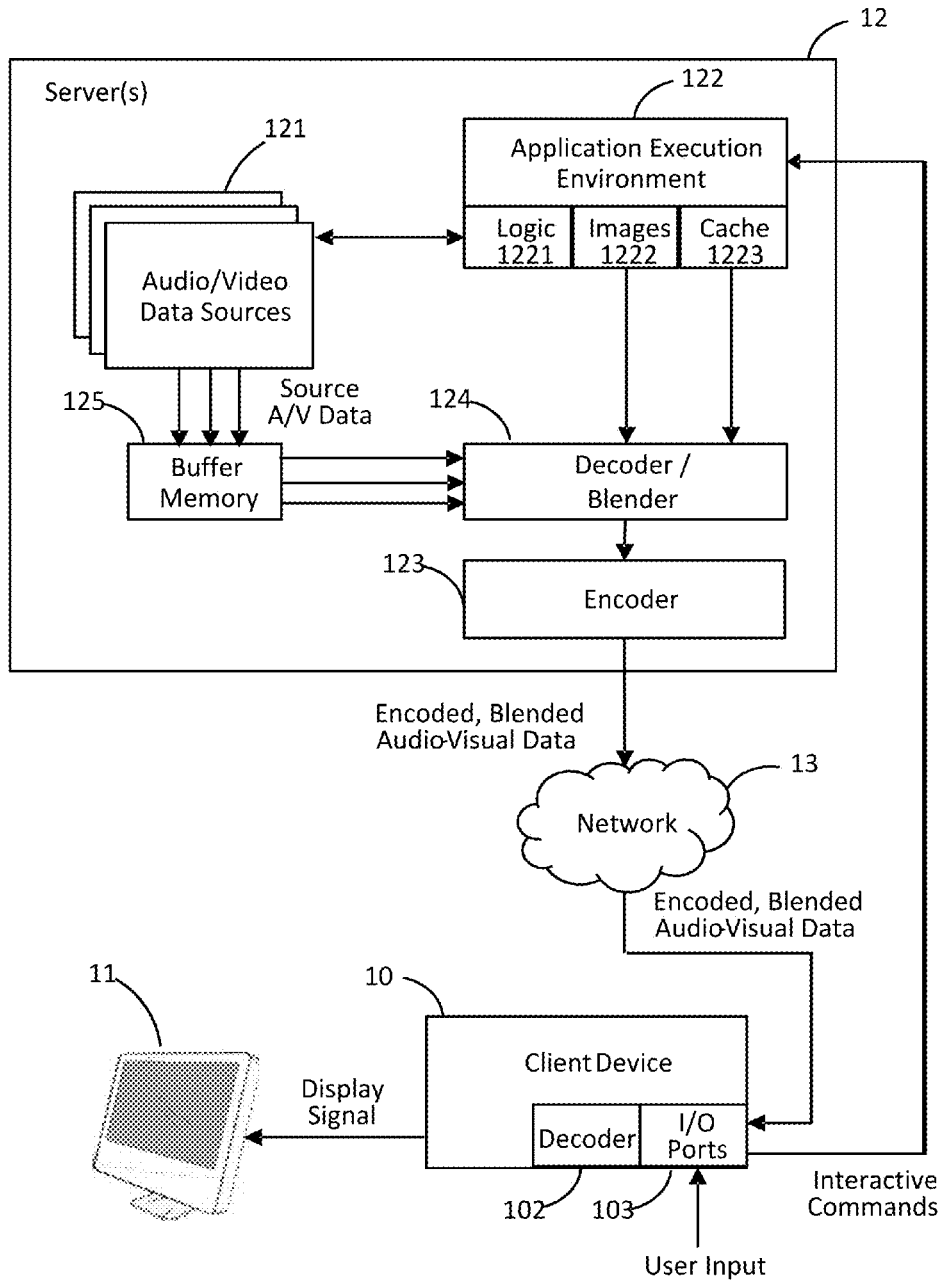 12
Server(s)
122
121
Application Execution
Environment
Logic
1221
Images
1222
Cache
1223
Audio/Video
Data Sources
Source
A/V Data
125
124
Buffer
Memory
Decoder /
Blender
123
Encoder
Encoded, Blended
Audio-Visual Data
13
Network
Encoded, Blended
Audio-Visual Data
11
10
Client Device
Display
Signal
Decoder
I/O
Ports
102
103
Interactive
Commands
User Input